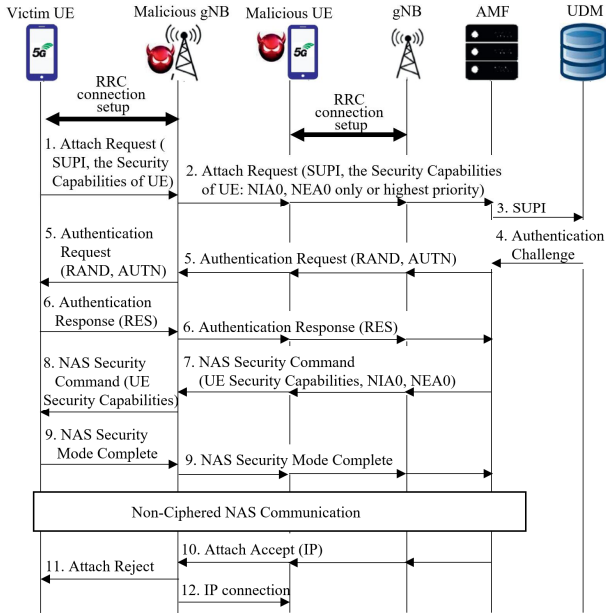 Victim UE
Malicious gNB
Malicious UE
gNB
AMF
UDM
5G
5G
RRC
connection
setup
RRC
connection
setup
1. Attach Request (
SUPI, the Security
Capabilities of UE)
2. Attach Request (SUPI, the Security Capabilities
of UE: NIA0, NEA0 only or highest priority)
3. SUPI
4. Authentication
Challenge
5. Authentication
Request
(RAND, AUTN)
5. Authentication Request (RAND, AUTN)
6. Authentication
Response (RES)
6. Authentication Response (RES)
7. NAS Security Command
(UE Security Capabilities, NIA0, NEA0)
8. NAS Security
Command (UE
Security Capabilities)
9. NAS Security
Mode Complete
9. NAS Security Mode Complete
Non-Ciphered NAS Communication
10. Attach Accept (IP)
11. Attach Reject
12. IP connection